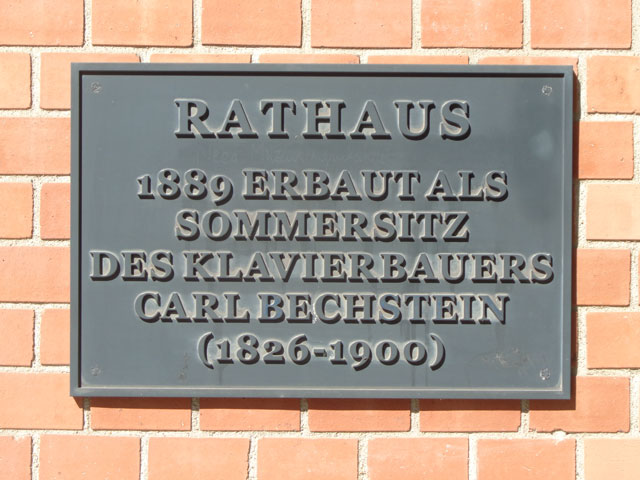 RATHAUS
1889 ERBAUT ALS
SOMMERSITZ
DES KLAVIERBAUERS
CARL BECHSTEIN
(1826-1900)